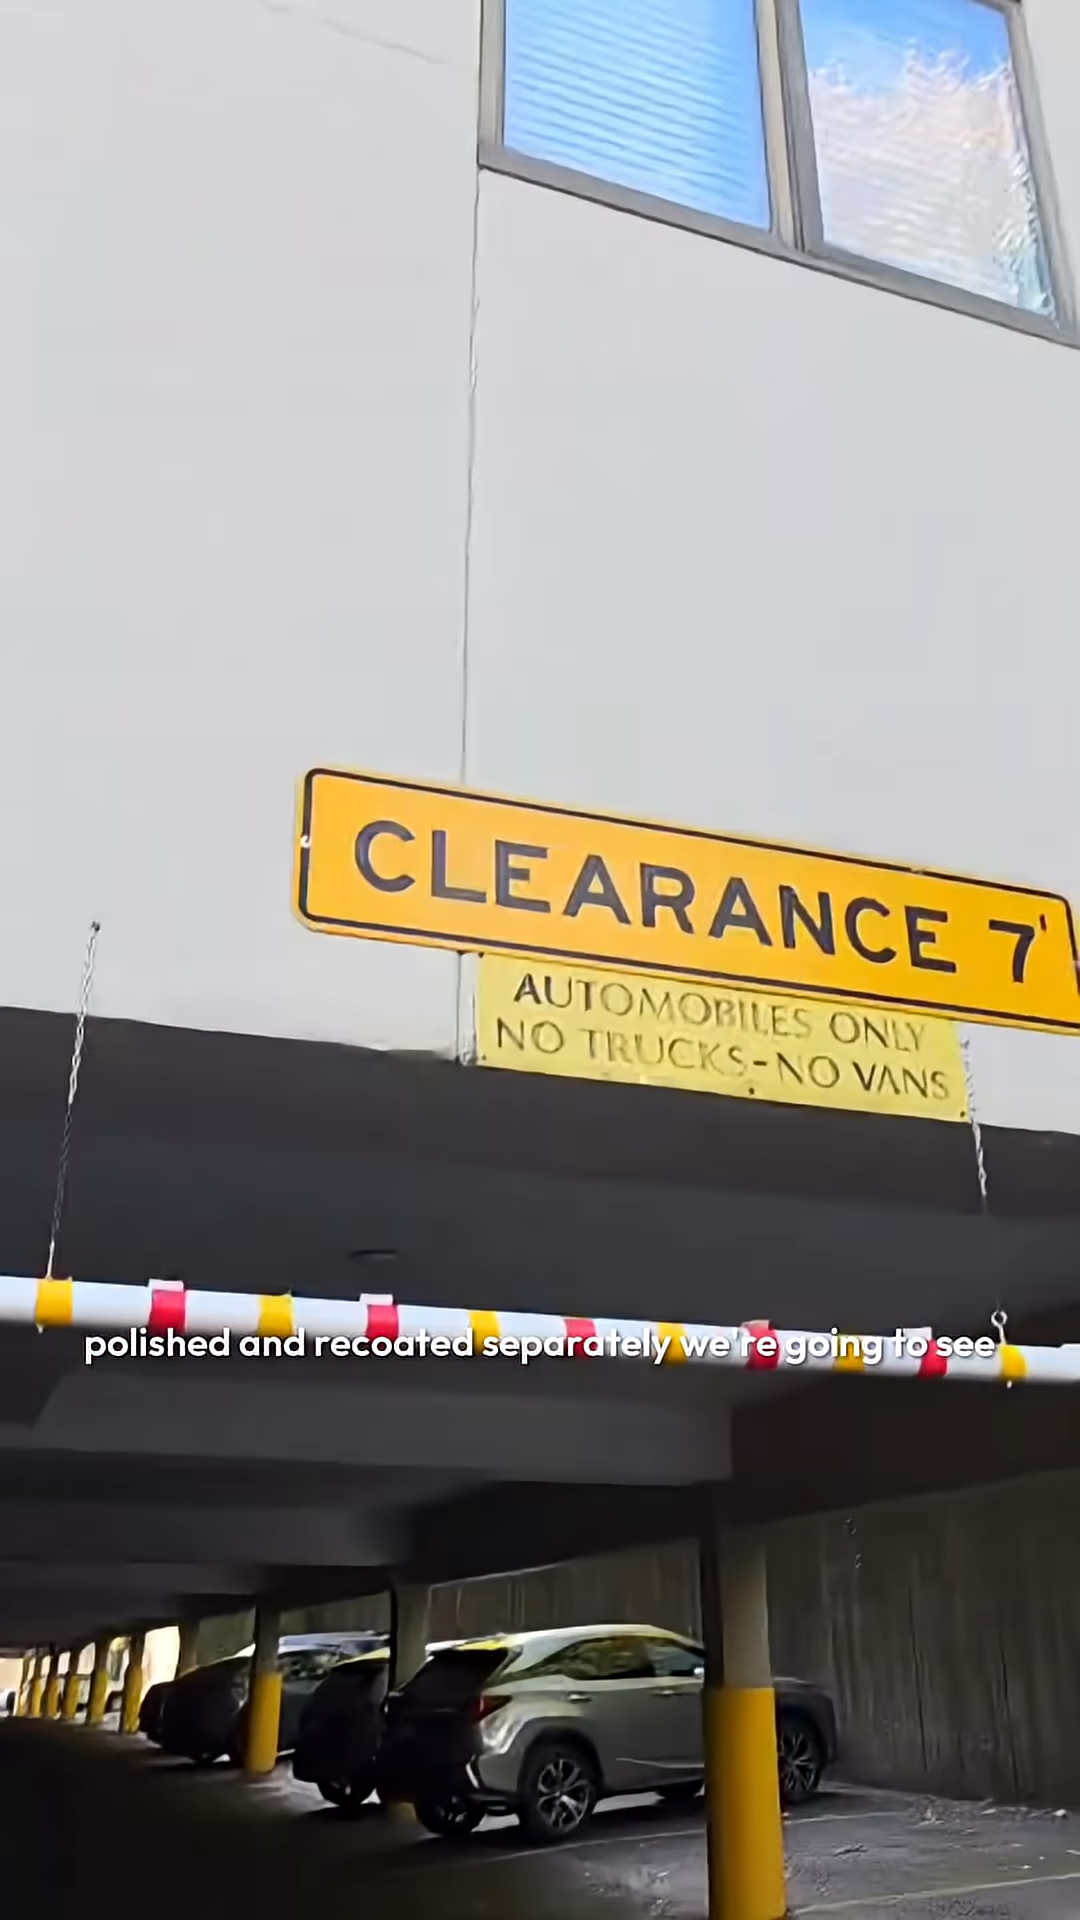 CLEARANCE 7'
AUTOMOBILES ONLY
NO TRUCKS-NO VANS
polished and recoated separately we're going to see